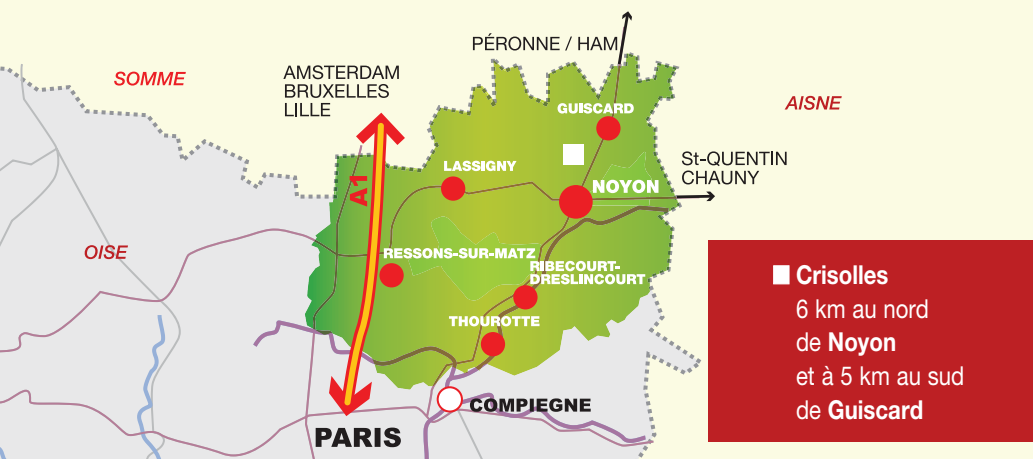 PÉRONNE / HAM
SOMME
AMSTERDAM
BRUXELLES
LILLE
AISNE
GUISCARD
St-QUENTIN
CHAUNY
LASSIGNY
NOYON
A1
OISE
RESSONS-SUR-MATZ
RIBECOURT-
DRESLINCOURT
THOUROTTE
COMPIEGNE
PARIS
Crisolles
6 km au nord
de Noyon
et à 5 km au sud
de Guiscard